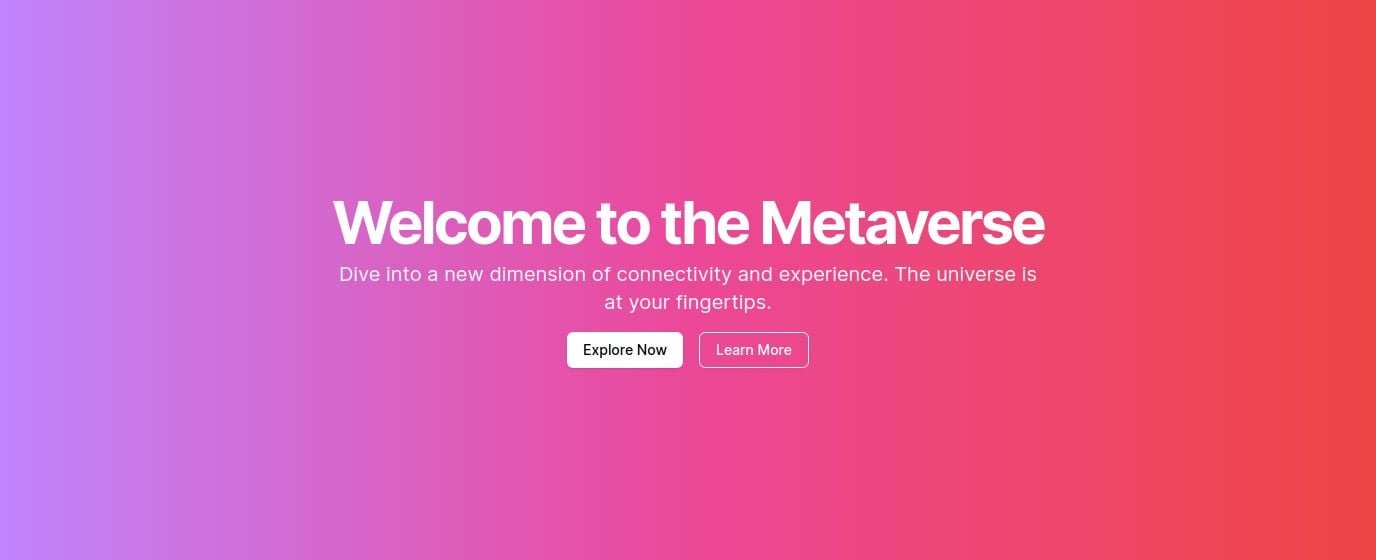 Welcome to the Metaverse
Dive into a new dimension of connectivity and experience. The universe is
at your fingertips.
Explore Now
Learn More